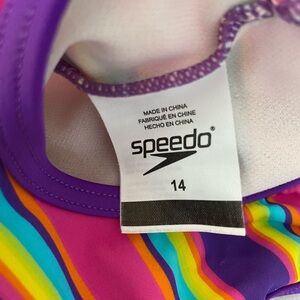 MADE IN CHINA
FABRIQUÉ EN CHINE
HECHO EN CHINA
speedo®
14